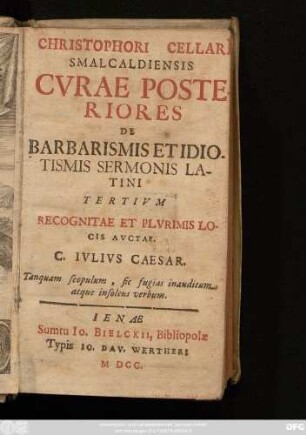 CHRISTOPHORI CELLARI
SMALCALDIENSIS
CVRAE POSTE-
RIORES
DE
BARBARISMIS ET IDIO-
TISMIS SERMONIS LA-
TINI
TERTIVM
RECOGNITAE ET PLVRIMIS LO-
CIS AVCTAE.
C. IVLIVS CAESAR.
Tanquam scopulum, sic fugias inauditum
atque insolens verbum.
IENAE
Sumtu IO. BIELCKII, Bibliopolæ
Typis IO. DAV. WERTHERI
M DCC.